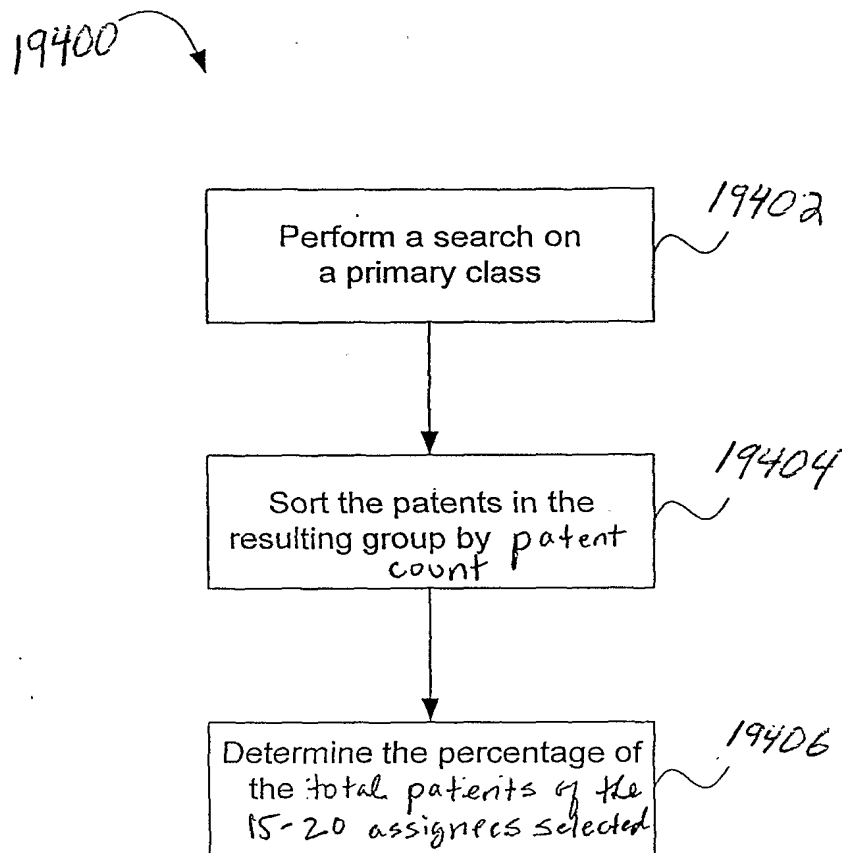 19400
Perform a search on
a primary class
19402
Sort the patents in the
resulting group by patent
count
19404
Determine the percentage of
the total patents of the
15-20 assignees selected
19406